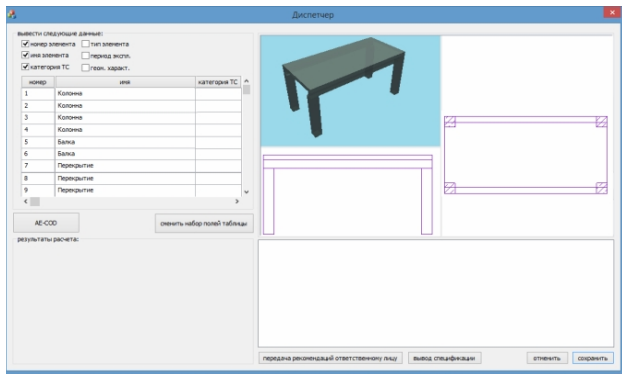 Диспетчер
вывести следующие данные:
номер элемента тип элемента
имя элемента период экспл.
категория ТС геом. характ.
номер имя категория ТС
1 Колонна
2 Колонна
3 Колонна
4 Колонна
5 Балка
6 Балка
7 Перекрытие
8 Перекрытие
9 Перекрытие
AE-COD сменить набор полей таблицы
результаты расчета:
передача рекомендаций ответственному лицу вывод спецификации отменить сохранить